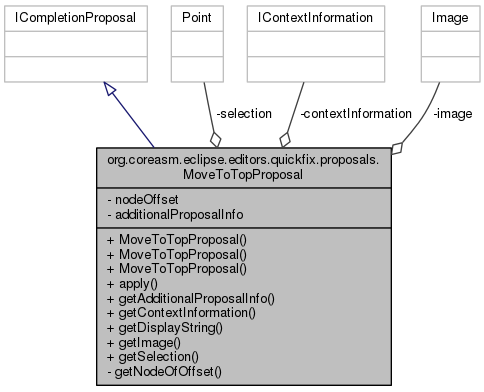 ICompletionProposal
Point
IContextInformation
Image
-selection
-contextInformation
-image
org.coreasm.eclipse.editors.quickfix.proposals.
MoveToTopProposal
- nodeOffset
- additionalProposalInfo
+ MoveToTopProposal()
+ MoveToTopProposal()
+ MoveToTopProposal()
+ apply()
+ getAdditionalProposalInfo()
+ getContextInformation()
+ getDisplayString()
+ getImage()
+ getSelection()
- getNodeOfOffset()